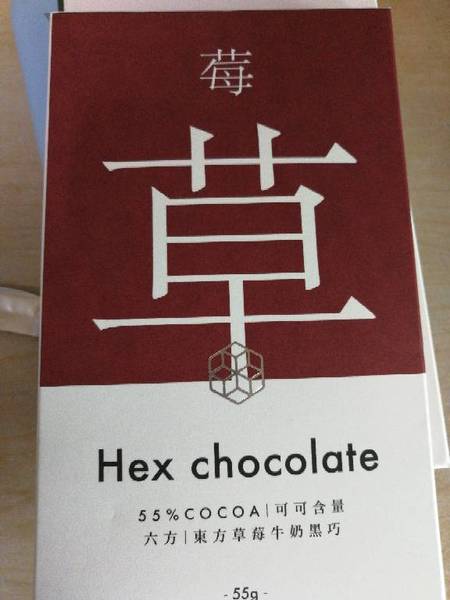 莓
草
Hex chocolate
55%COCOA|可可含量
六方|東方草莓牛奶黑巧
- 55g -